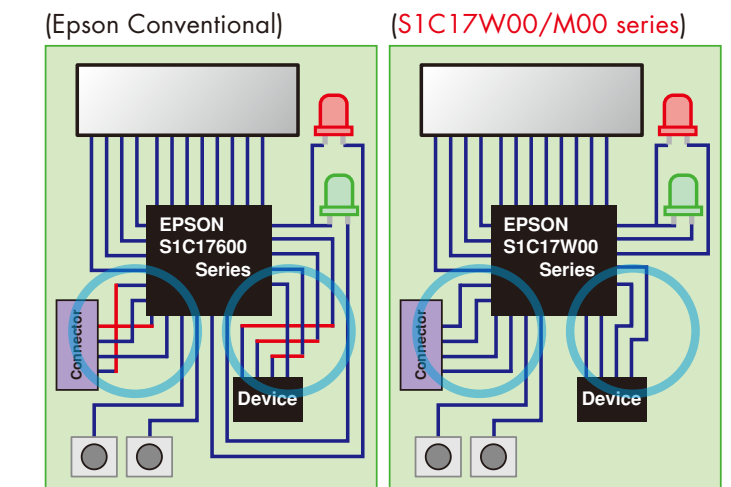 (Epson Conventional)
(S1C17W00/M00 series)
EPSON
S1C17600
Series
Connector
Device
EPSON
S1C17W00
Series
Connector
Device